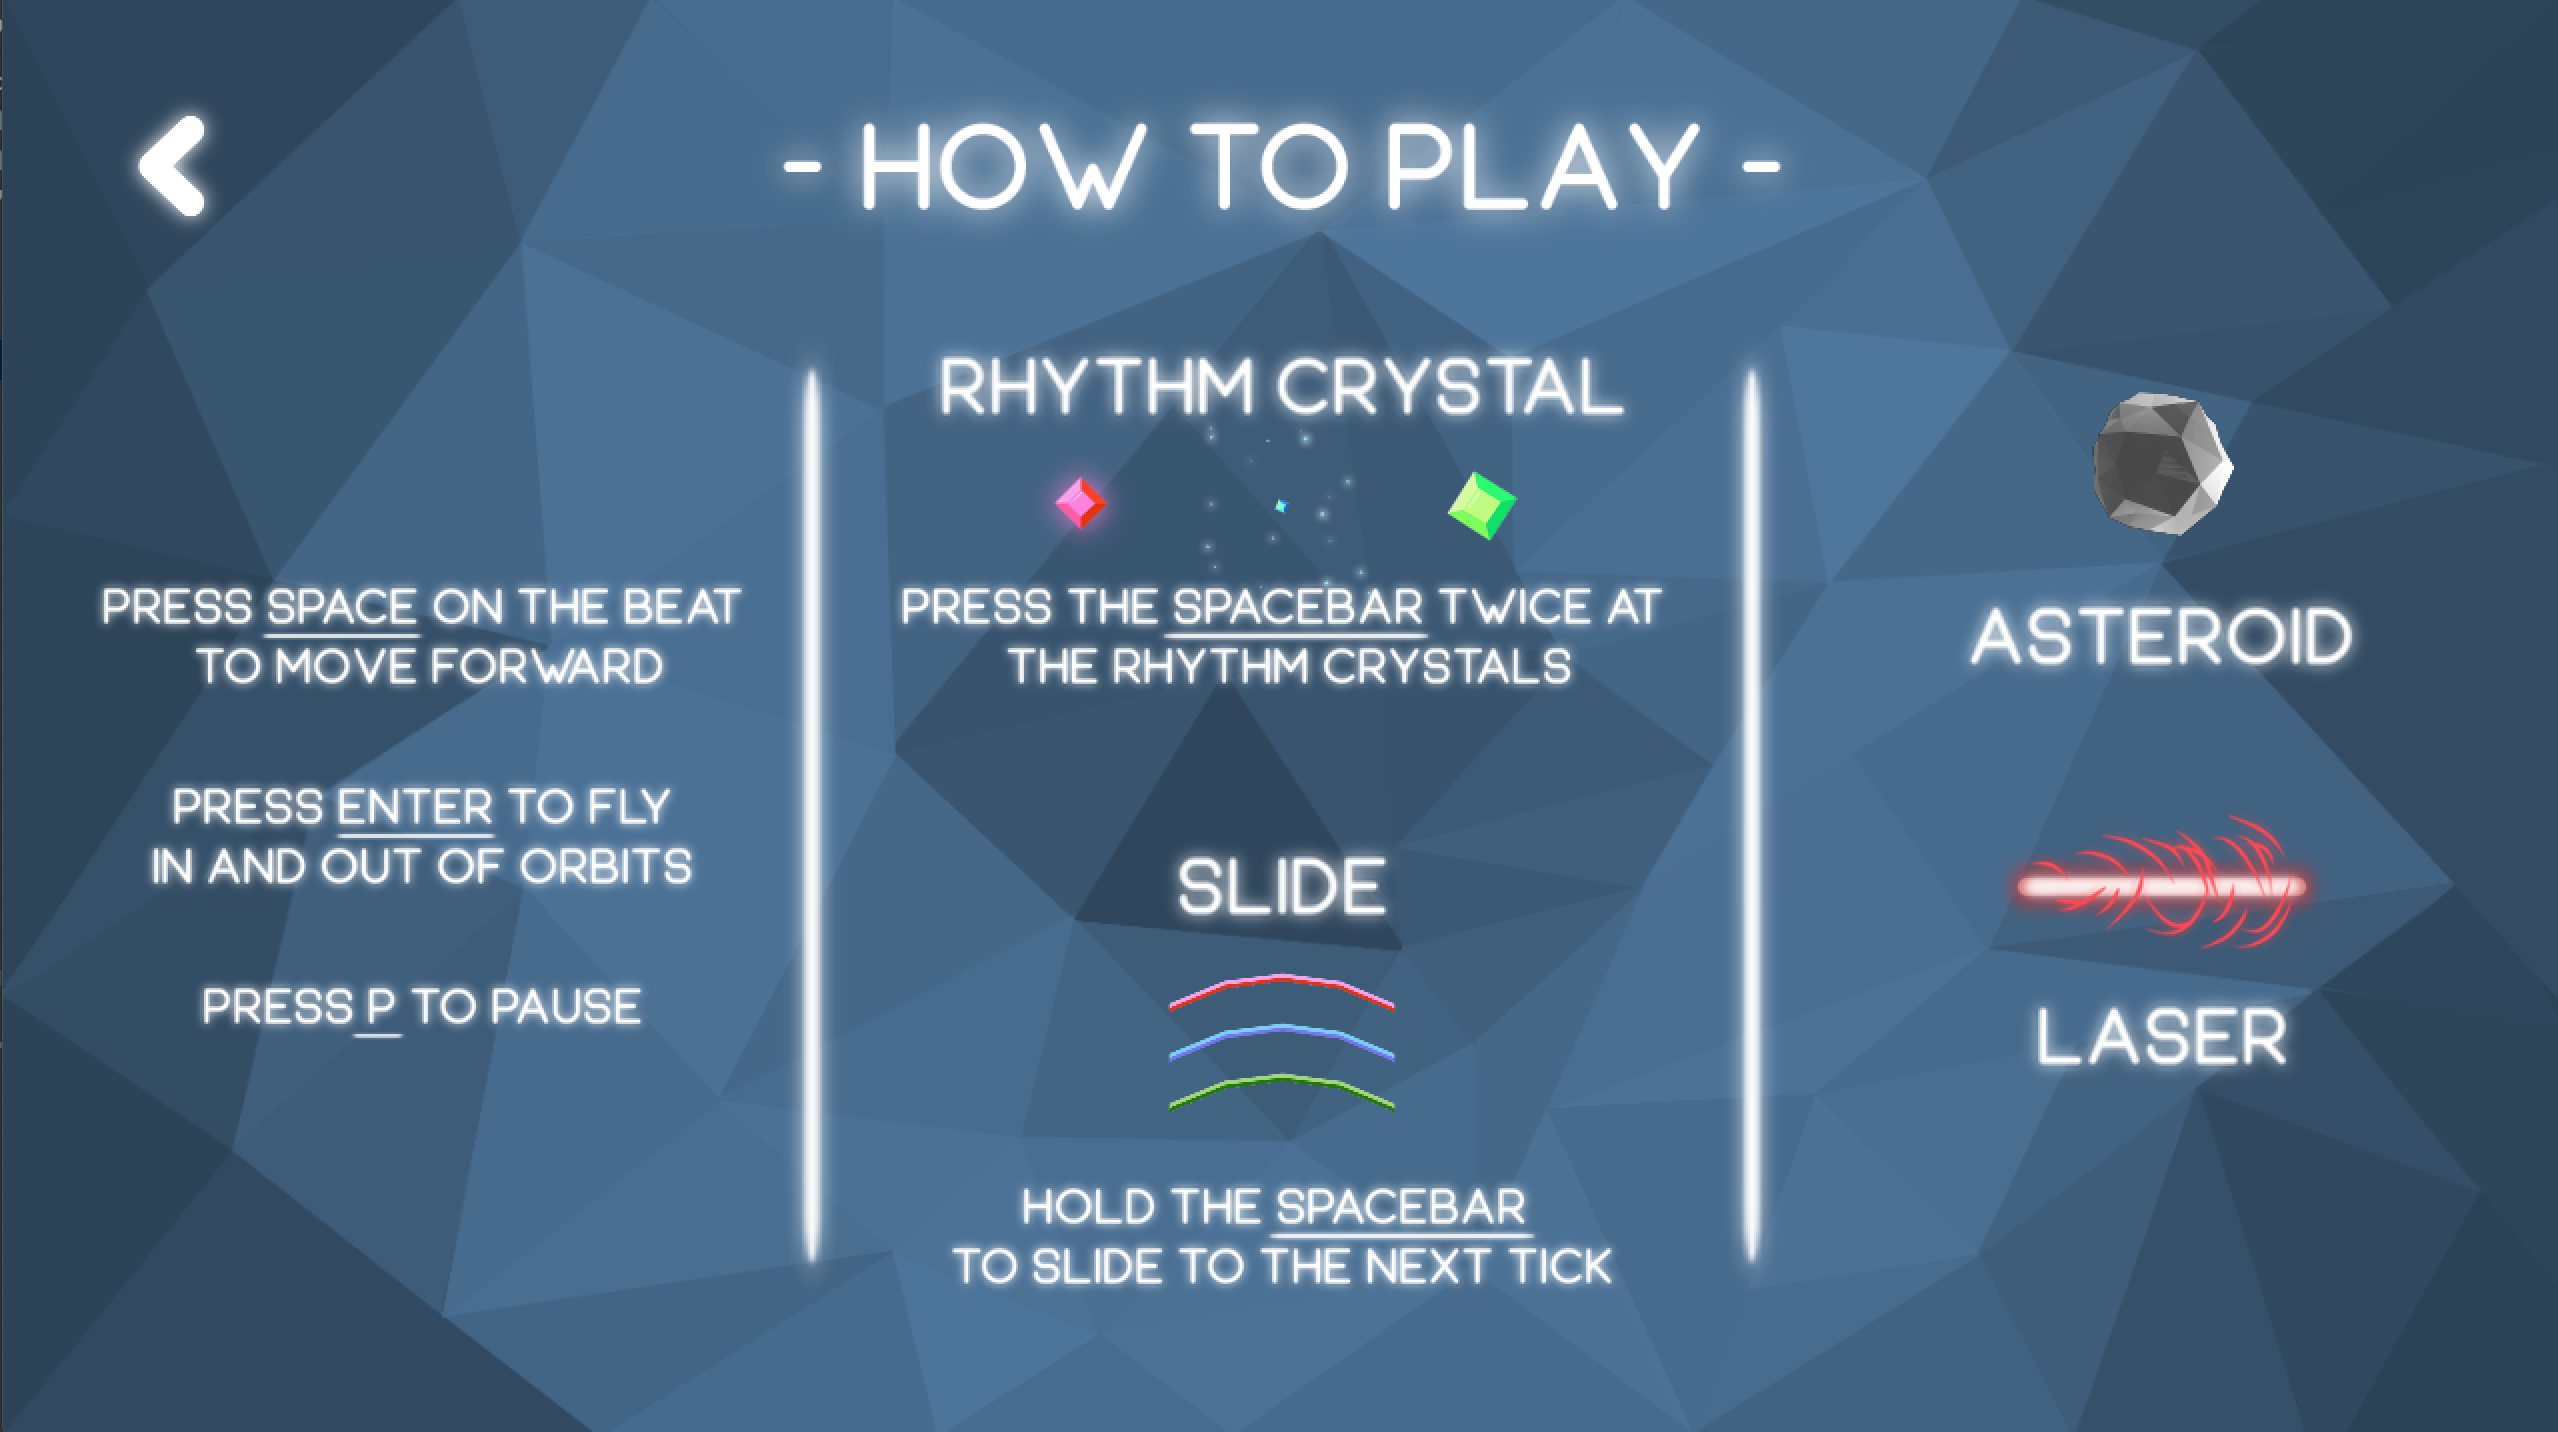 - HOW TO PLAY -
PRESS SPACE ON THE BEAT
TO MOVE FORWARD
PRESS ENTER TO FLY
IN AND OUT OF ORBITS
PRESS P TO PAUSE
RHYTHM CRYSTAL
PRESS THE SPACEBAR TWICE AT
THE RHYTHM CRYSTALS
SLIDE
HOLD THE SPACEBAR
TO SLIDE TO THE NEXT TICK
ASTEROID
LASER